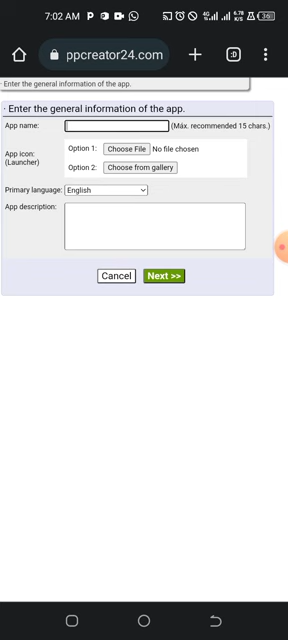 7:02 AM
ppcreator24.com
· Enter the general information of the app.
· Enter the general information of the app.
App name:
(Máx. recommended 15 chars.)
App icon:
(Launcher)
Option 1: Choose File No file chosen
Option 2: Choose from gallery
Primary language: English
App description:
Cancel Next >>